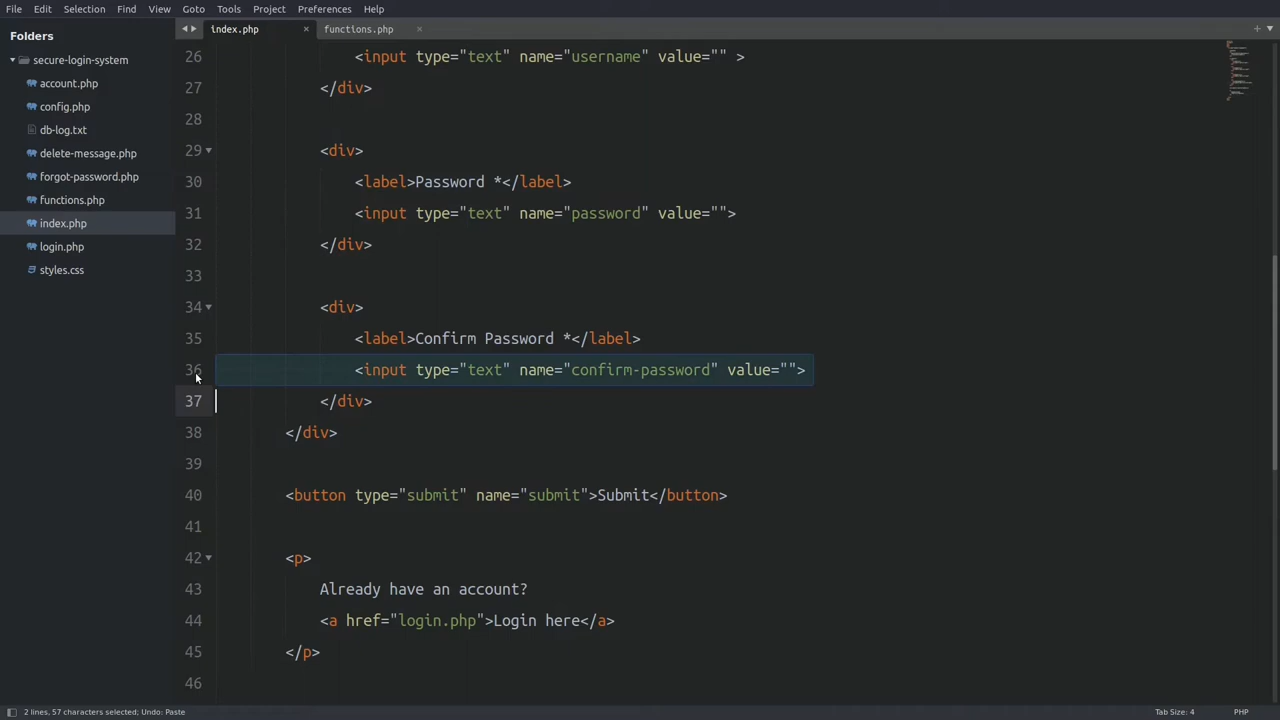 File Edit Selection Find View Goto Tools Project Preferences Help
Folders
secure-login-system
account.php
config.php
db-log.txt
delete-message.php
forgot-password.php
functions.php
index.php
login.php
styles.css
index.php × functions.php ×
26 <input type="text" name="username" value="" >
27 </div>
28
29 <div>
30 <label>Password *</label>
31 <input type="text" name="password" value="">
32 </div>
33
34 <div>
35 <label>Confirm Password *</label>
36 <input type="text" name="confirm-password" value="">
37 </div>
38 </div>
39
40 <button type="submit" name="submit">Submit</button>
41
42 <p>
43 Already have an account?
44 <a href="login.php">Login here</a>
45 </p>
46
2 lines, 57 characters selected; Undo: Paste Tab Size: 4 PHP